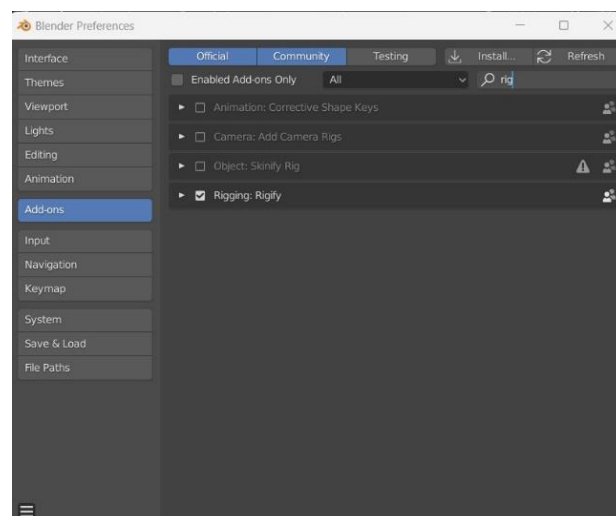 Blender Preferences
Interface
Themes
Viewport
Lights
Editing
Animation
Add-ons
Input
Navigation
Keymap
System
Save & Load
File Paths
Official Community Testing Install... Refresh
Enabled Add-ons Only All rig
Animation: Corrective Shape Keys
Camera: Add Camera Rigs
Object: Skinify Rig
Rigging: Rigify